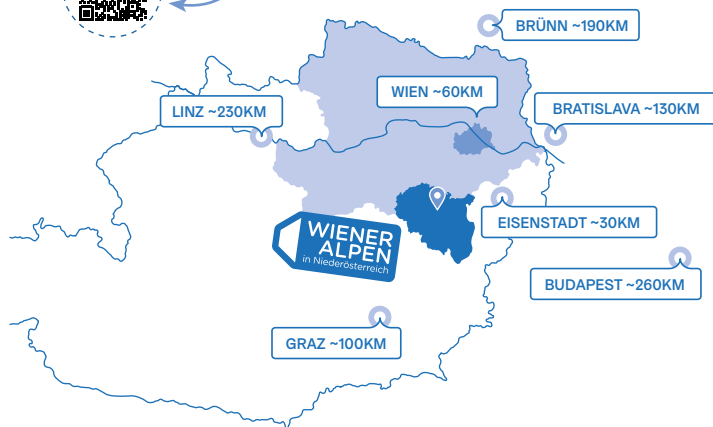 BRÜNN ~190KM
WIEN ~60KM
LINZ ~230KM
BRATISLAVA ~130KM
EISENSTADT ~30KM
WIENER
ALPEN
in Niederösterreich
BUDAPEST ~260KM
GRAZ ~100KM